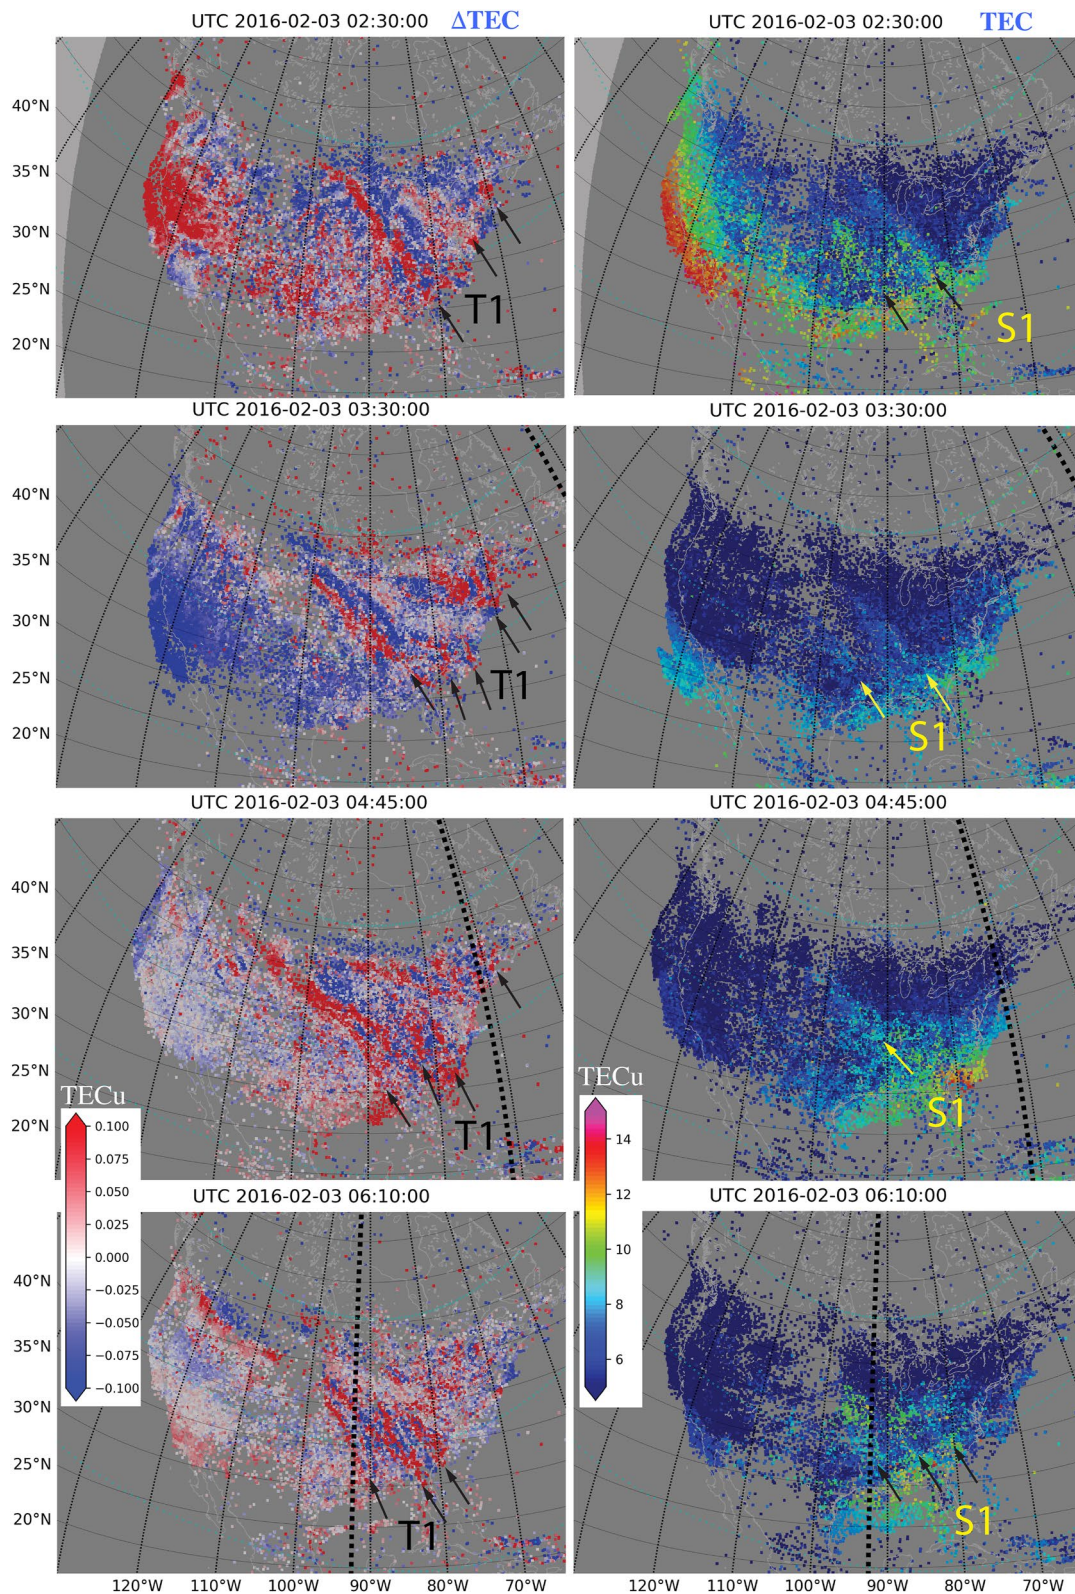 UTC 2016-02-03 02:30:00 ΔTEC
UTC 2016-02-03 02:30:00 TEC
40°N
35°N
30°N
25°N
20°N
T1
S1
UTC 2016-02-03 03:30:00
UTC 2016-02-03 03:30:00
40°N
35°N
30°N
25°N
20°N
T1
S1
UTC 2016-02-03 04:45:00
UTC 2016-02-03 04:45:00
40°N
35°N
30°N
25°N
20°N
T1
S1
TECu
0.100
0.075
0.050
0.025
0.000
−0.025
−0.050
−0.075
−0.100
TECu
14
12
10
8
6
UTC 2016-02-03 06:10:00
UTC 2016-02-03 06:10:00
40°N
35°N
30°N
25°N
20°N
T1
S1
120°W 110°W 100°W 90°W 80°W 70°W
120°W 110°W 100°W 90°W 80°W 70°W